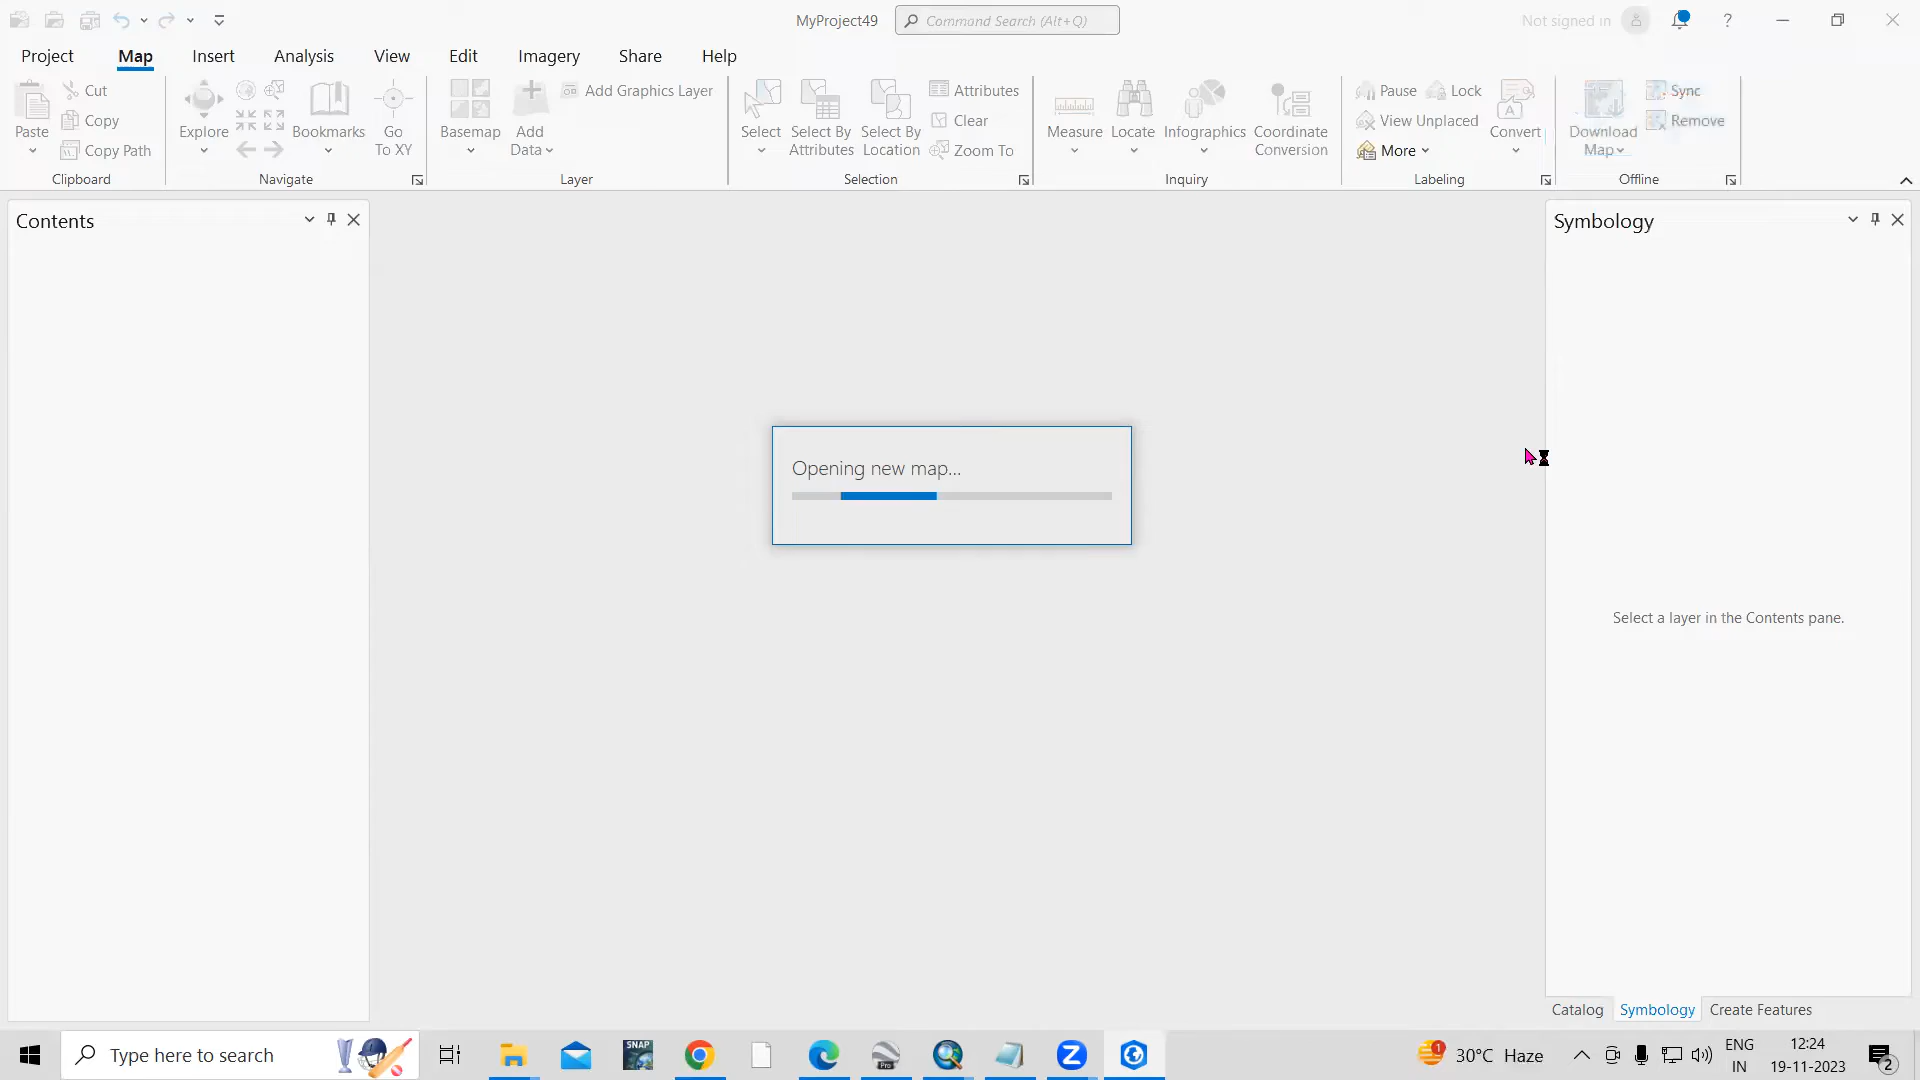 MyProject49
Command Search (Alt+Q)
Not signed in
?
Project
Map
Insert
Analysis
View
Edit
Imagery
Share
Help
Paste
Cut
Copy
Copy Path
Clipboard
Explore
Bookmarks
Go
To XY
Navigate
Basemap
Add
Data
Add Graphics Layer
Layer
Select
Select By
Attributes
Select By
Location
Attributes
Clear
Zoom To
Selection
Measure
Locate
Infographics
Coordinate
Conversion
Inquiry
Pause
Lock
View Unplaced
More
Convert
Labeling
Download
Map
Sync
Remove
Offline
Contents
Opening new map...
Symbology
Select a layer in the Contents pane.
Catalog
Symbology
Create Features
Type here to search
SNAP
Pro
Z
1
30°C Haze
ENG
IN
12:24
19-11-2023
2